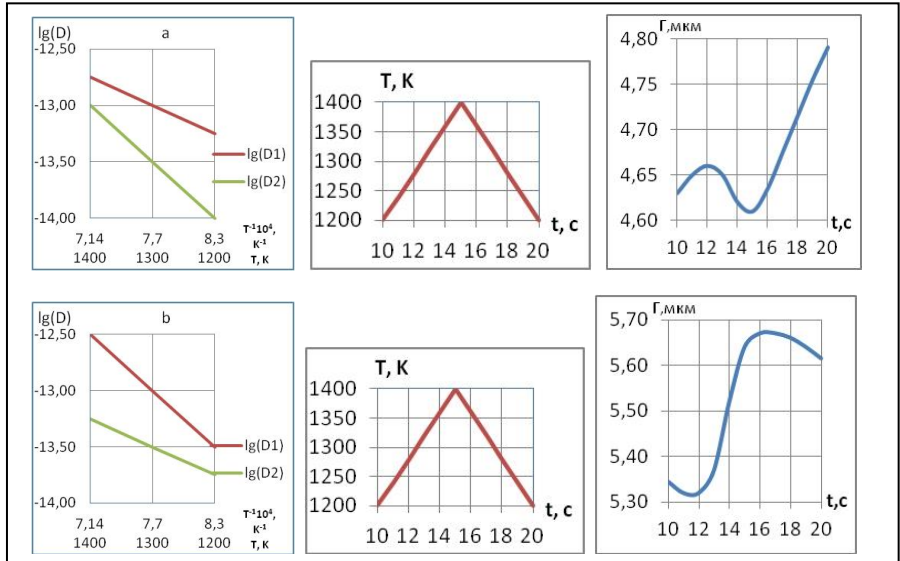 lg(D)
a
-12,50
-13,00
-13,50
-14,00
lg(D1)
lg(D2)
7,14 7,7 8,3
1400 1300 1200
T⁻¹10⁴,
K⁻¹
T, K
T, K
1400
1350
1300
1250
1200
10 12 14 16 18 20
t, c
Г,мкм
4,80
4,75
4,70
4,65
4,60
10 12 14 16 18 20
t,c
lg(D)
b
-12,50
-13,00
-13,50
-14,00
lg(D1)
lg(D2)
7,14 7,7 8,3
1400 1300 1200
T⁻¹10⁴,
K⁻¹
T, K
T, K
1400
1350
1300
1250
1200
10 12 14 16 18 20
t, c
Г,мкм
5,70
5,60
5,50
5,40
5,30
10 12 14 16 18 20
t,c